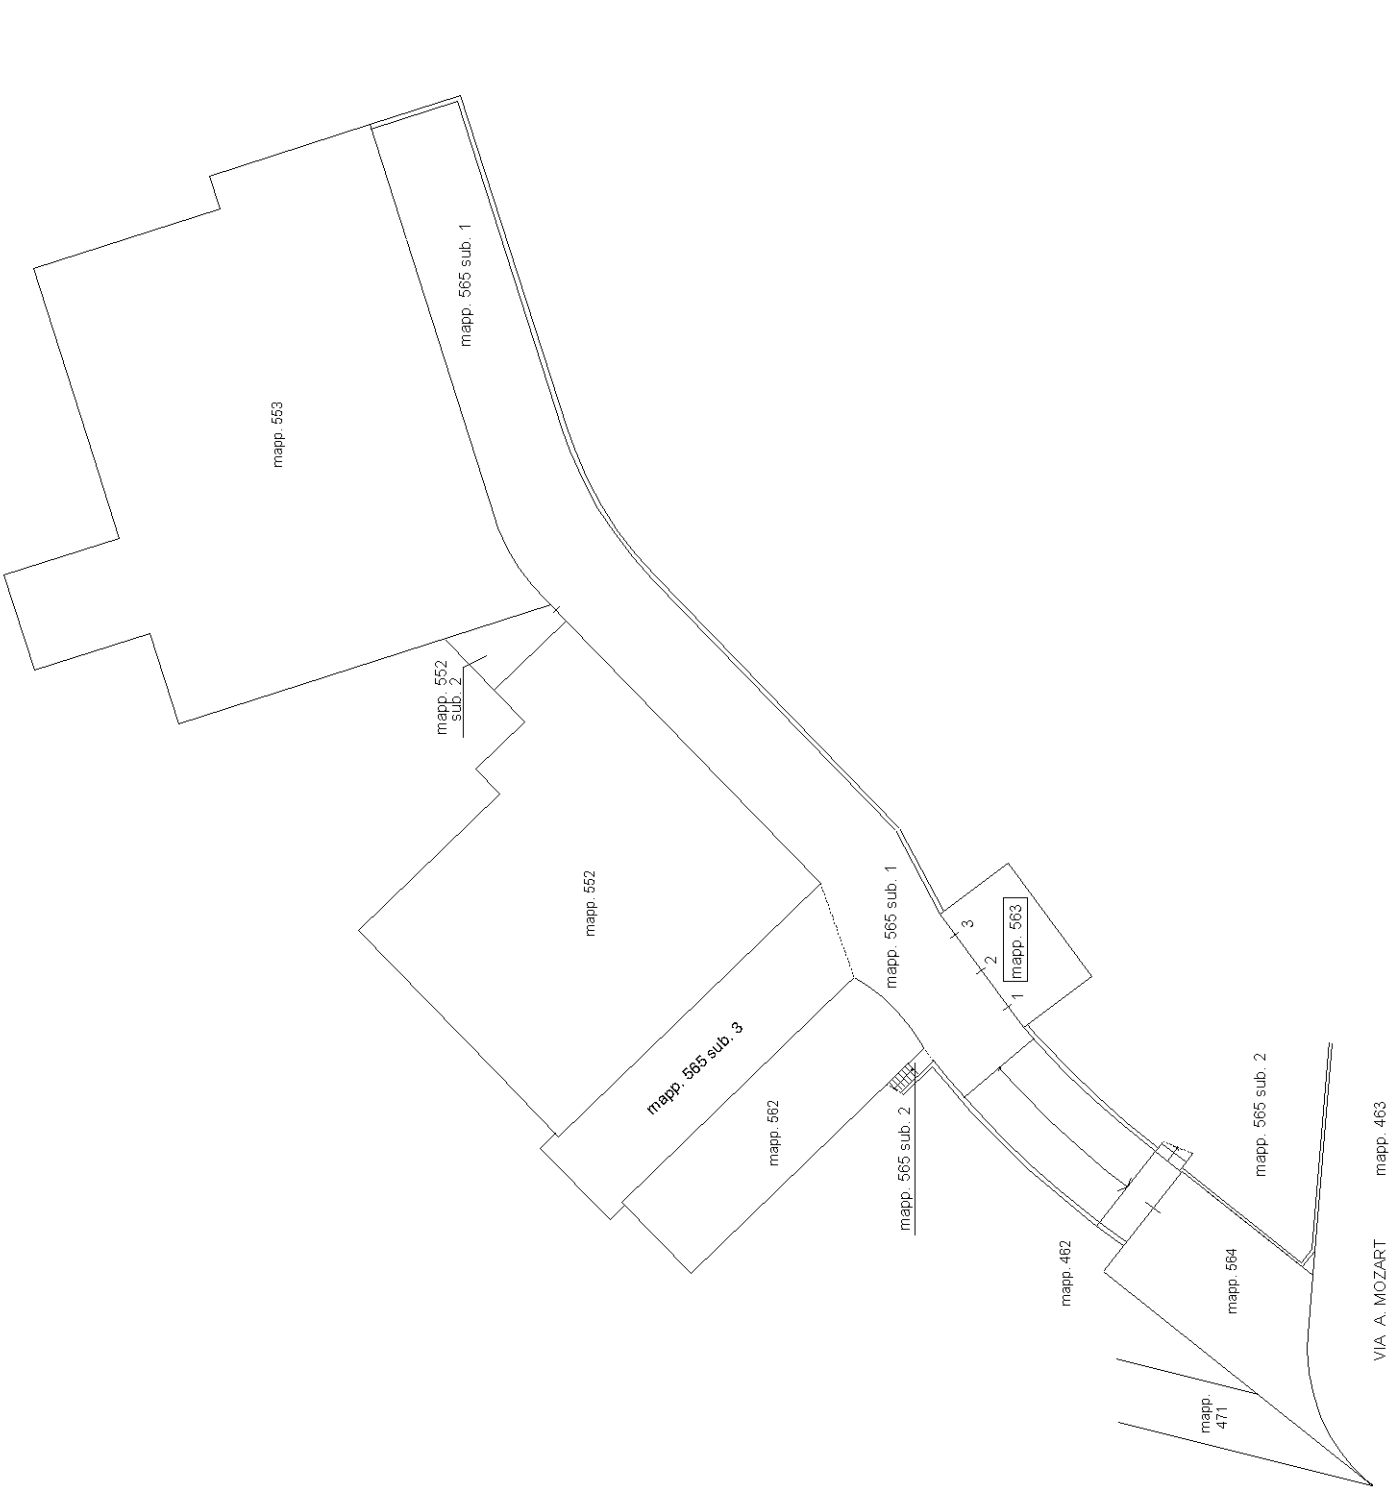 mapp. 565 sub. 1
mapp. 553
mapp. 552
sub. 2
mapp. 552
mapp. 565 sub. 1
3
2
1
mapp. 563
mapp. 565 sub. 3
mapp. 562
mapp. 565 sub. 2
mapp. 565 sub. 2
mapp. 463
mapp. 462
mapp. 564
VIA A. MOZART
mapp.
471